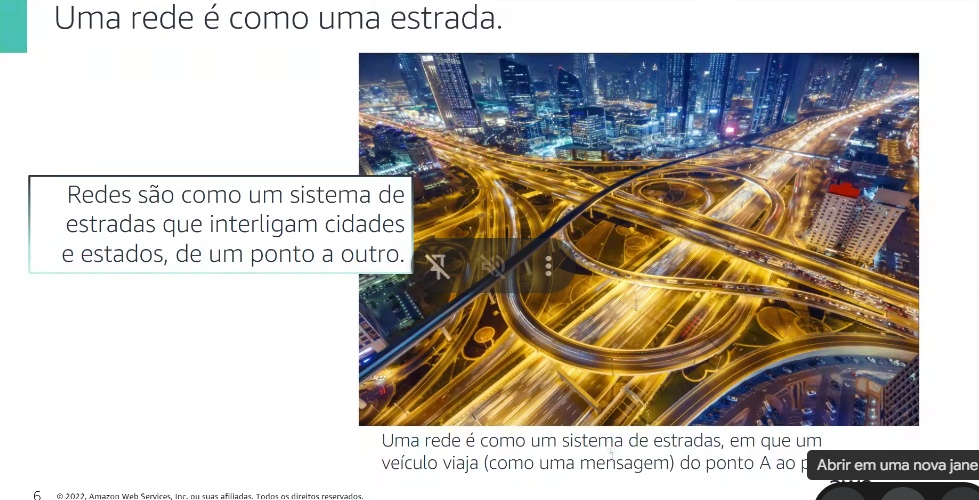 Uma rede é como uma estrada.
Redes são como um sistema de
estradas que interligam cidades
e estados, de um ponto a outro.
Uma rede é como um sistema de estradas, em que um
veículo viaja (como uma mensagem) do ponto A ao
Abrir em uma nova jane
6 © 2022, Amazon Web Services, Inc. ou suas afiliadas. Todos os direitos reservados.